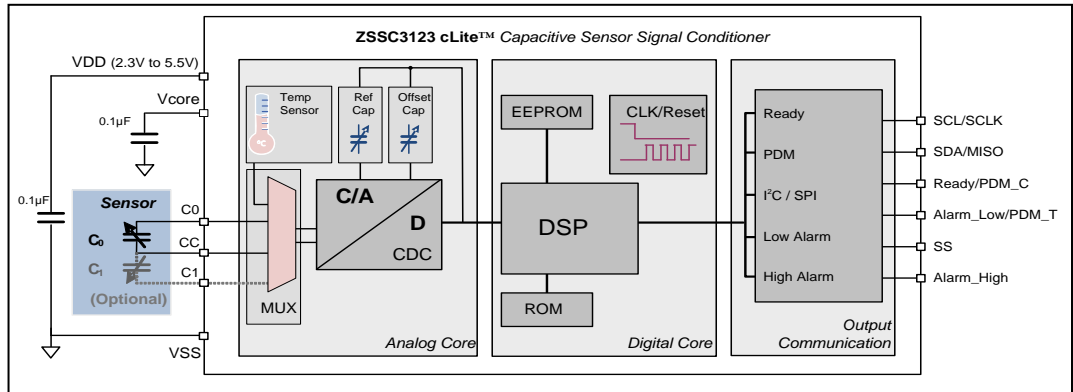 ZSSC3123 cLite™ Capacitive Sensor Signal Conditioner
VDD (2.3V to 5.5V)
Vcore
0.1µF
0.1µF
Sensor
C₀
C₁
(Optional)
C0
CC
C1
VSS
Temp
Sensor
ºC
Ref
Cap
Offset
Cap
C/A
D
CDC
MUX
Analog Core
EEPROM
CLK/Reset
DSP
ROM
Digital Core
Ready
PDM
I²C / SPI
Low Alarm
High Alarm
Output
Communication
SCL/SCLK
SDA/MISO
Ready/PDM_C
Alarm_Low/PDM_T
SS
Alarm_High